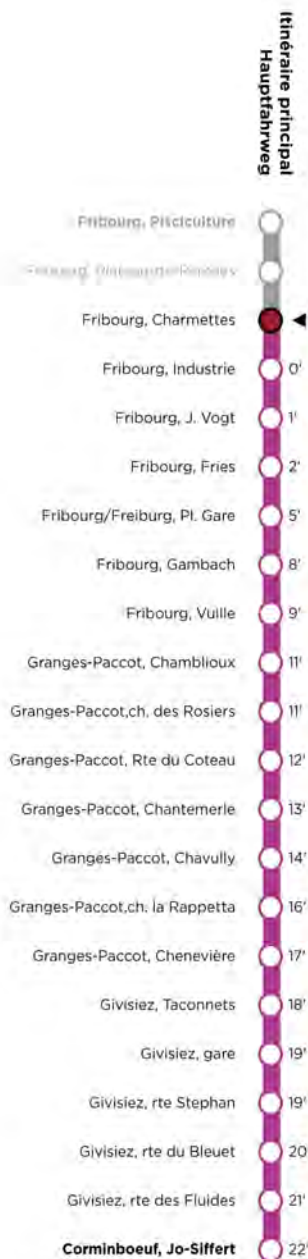 Itinéraire principal
Hauptfahrweg
Fribourg, Pisciculture
Fribourg,
Fribourg, Charmettes
Fribourg, Industrie 0'
Fribourg, J. Vogt 1'
Fribourg, Fries 2'
Fribourg/Freiburg, Pl. Gare 5'
Fribourg, Gambach 8'
Fribourg, Vuille 9'
Granges-Paccot, Chamblioux 11'
Granges-Paccot,ch. des Rosiers 11'
Granges-Paccot, Rte du Coteau 12'
Granges-Paccot, Chantemerle 13'
Granges-Paccot, Chavully 14'
Granges-Paccot,ch. la Rappetta 16'
Granges-Paccot, Chenevière 17'
Givisiez, Taconnets 18'
Givisiez, gare 19'
Givisiez, rte Stephan 19'
Givisiez, rte du Bleuet 20
Givisiez, rte des Fluides 21'
Corminboeuf, Jo-Siffert 22'